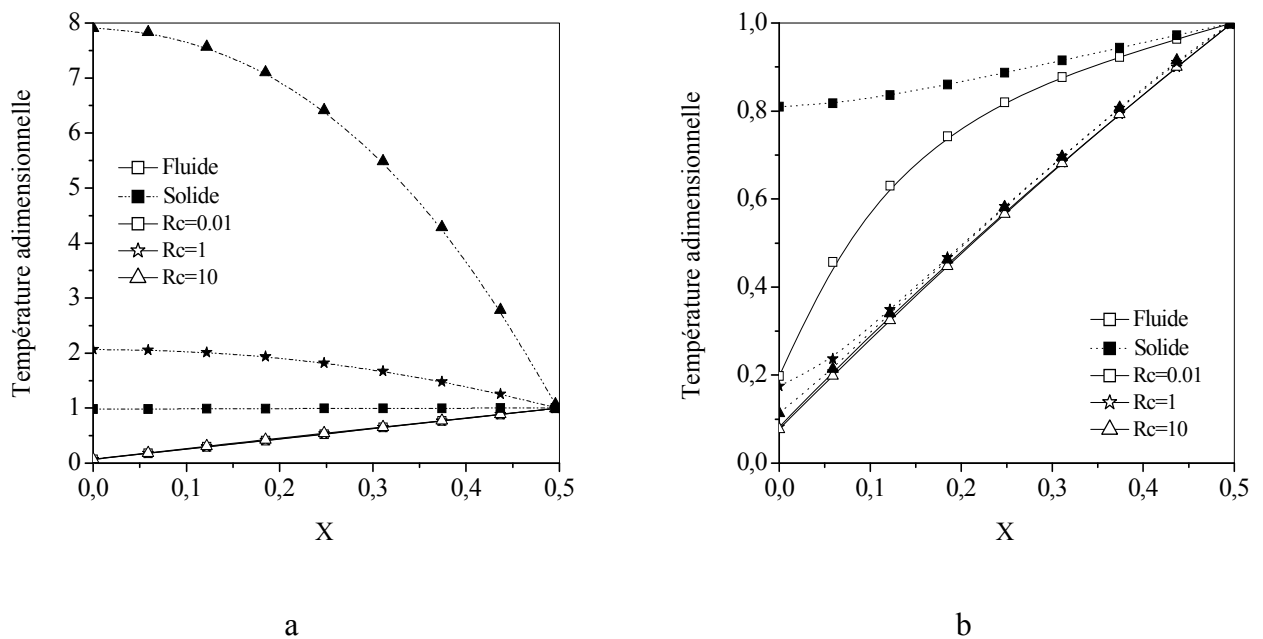 8
7
6
5
4
3
2
1
0
Température adimensionnelle
Fluide
Solide
Rc=0.01
Rc=1
Rc=10
0,0 0,1 0,2 0,3 0,4 0,5
X
a
1,0
0,8
0,6
0,4
0,2
0,0
Température adimensionnelle
Fluide
Solide
Rc=0.01
Rc=1
Rc=10
0,0 0,1 0,2 0,3 0,4 0,5
X
b